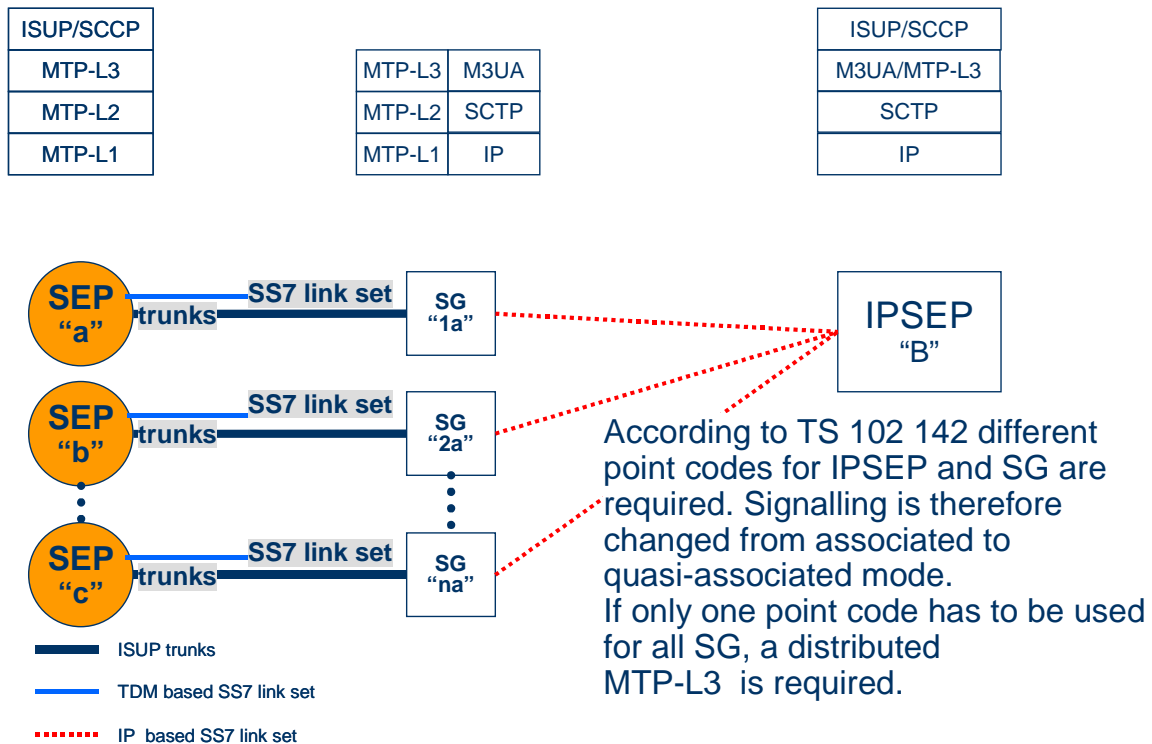 ISUP/SCCP
MTP-L3
MTP-L2
MTP-L1
MTP-L3 M3UA
MTP-L2 SCTP
MTP-L1 IP
ISUP/SCCP
M3UA/MTP-L3
SCTP
IP
SEP
“a”
SS7 link set
trunks
SG
“1a”
IPSEP
“B”
SEP
“b”
SS7 link set
trunks
SG
“2a”
SEP
“c”
SS7 link set
trunks
SG
“na”
According to TS 102 142 different
point codes for IPSEP and SG are
required. Signalling is therefore
changed from associated to
quasi-associated mode.
If only one point code has to be used
for all SG, a distributed
MTP-L3 is required.
ISUP trunks
TDM based SS7 link set
IP based SS7 link set